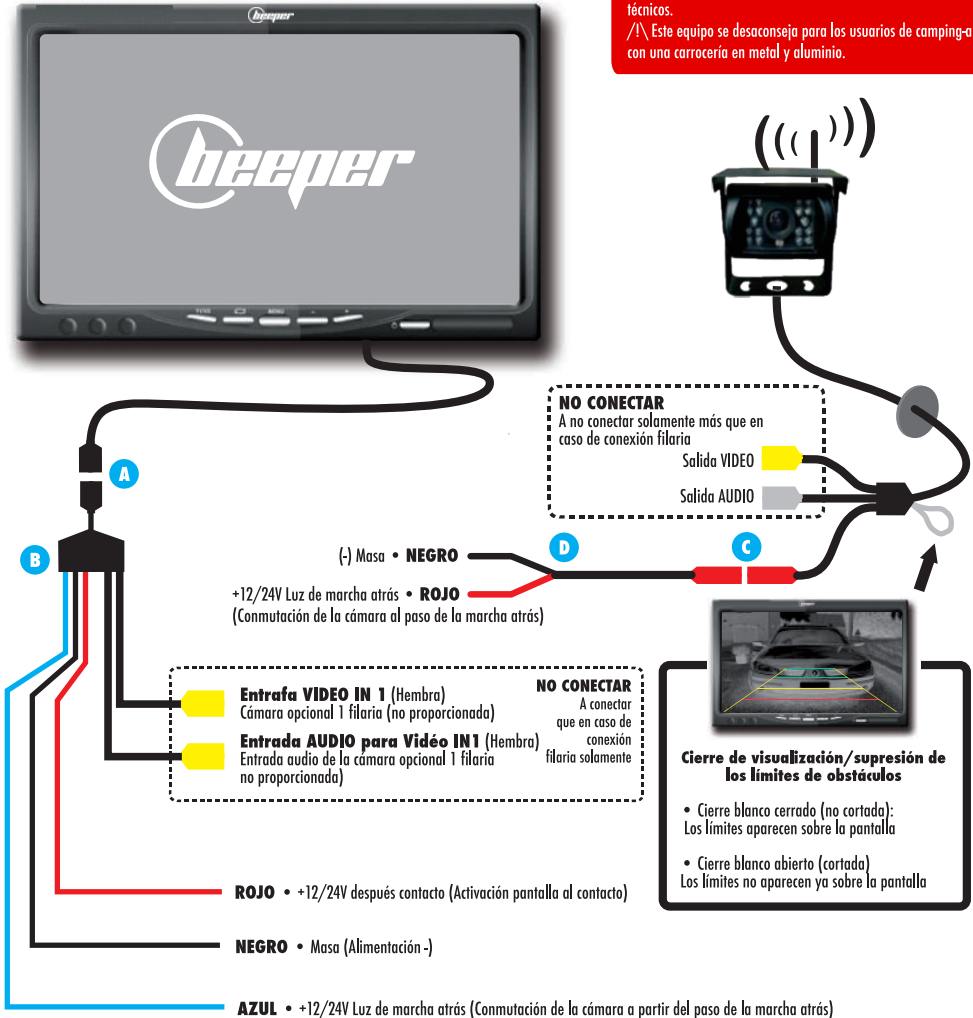 beeper
técnicos.
/!\ Este equipo se desaconseja para los usuarios de camping-a
con una carrocería en metal y aluminio.
beeper
MENU
NO CONECTAR
A no conectar solamente más que en
caso de conexión filaria
Salida VIDEO
Salida AUDIO
A
B
(-) Masa • NEGRO
D
C
+12/24V Luz de marcha atrás • ROJO
(Conmutación de la cámara al paso de la marcha atrás)
beeper
Entrafa VIDEO IN 1 (Hembra)
Cámara opcional 1 filaria (no proporcionada)
Entrada AUDIO para Vidéo IN1 (Hembra)
Entrada audio de la cámara opcional 1 filaria
no proporcionada)
NO CONECTAR
A conectar
que en caso de
conexión
filaria solamente
Cierre de visualización/supresión de
los límites de obstáculos
• Cierre blanco cerrado (no cortada):
Los límites aparecen sobre la pantalla
• Cierre blanco abierto (cortada)
Los límites no aparecen ya sobre la pantalla
ROJO • +12/24V después contacto (Activación pantalla al contacto)
NEGRO • Masa (Alimentación -)
AZUL • +12/24V Luz de marcha atrás (Conmutación de la cámara a partir del paso de la marcha atrás)